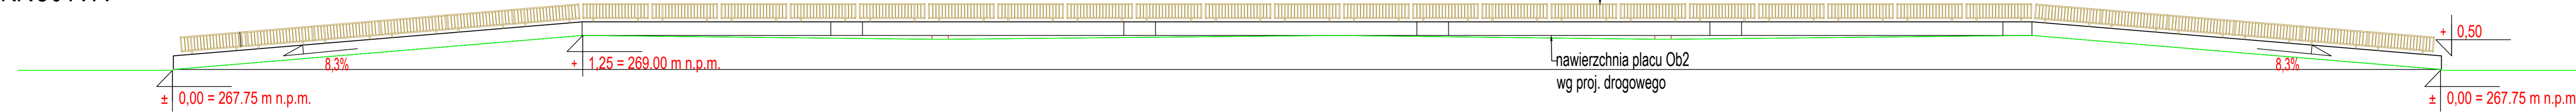 8,3%
+ 1,25 = 269.00 m n.p.m.
± 0,00 = 267.75 m n.p.m.
nawierzchnia placu Ob2
wg proj. drogowego
+ 0,50
8,3%
± 0,00 = 267.75 m n.p.m